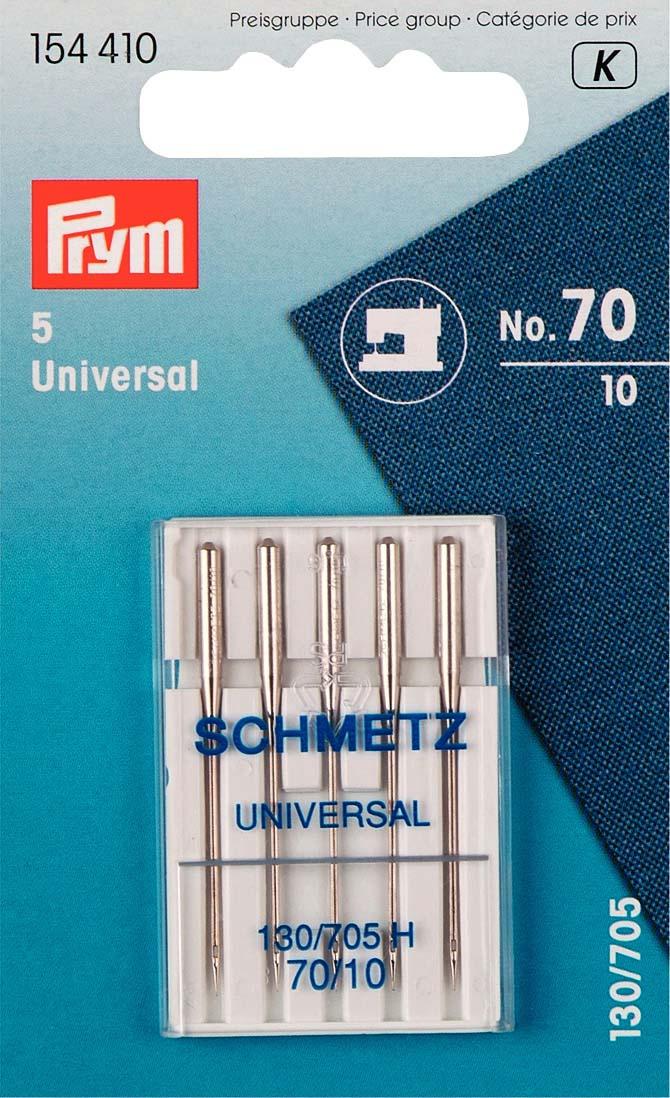 Preisgruppe · Price group · Catégorie de prix
154 410
K
Prym
5
Universal
No. 70
10
SCHMETZ
UNIVERSAL
130/705 H
70/10
130/705